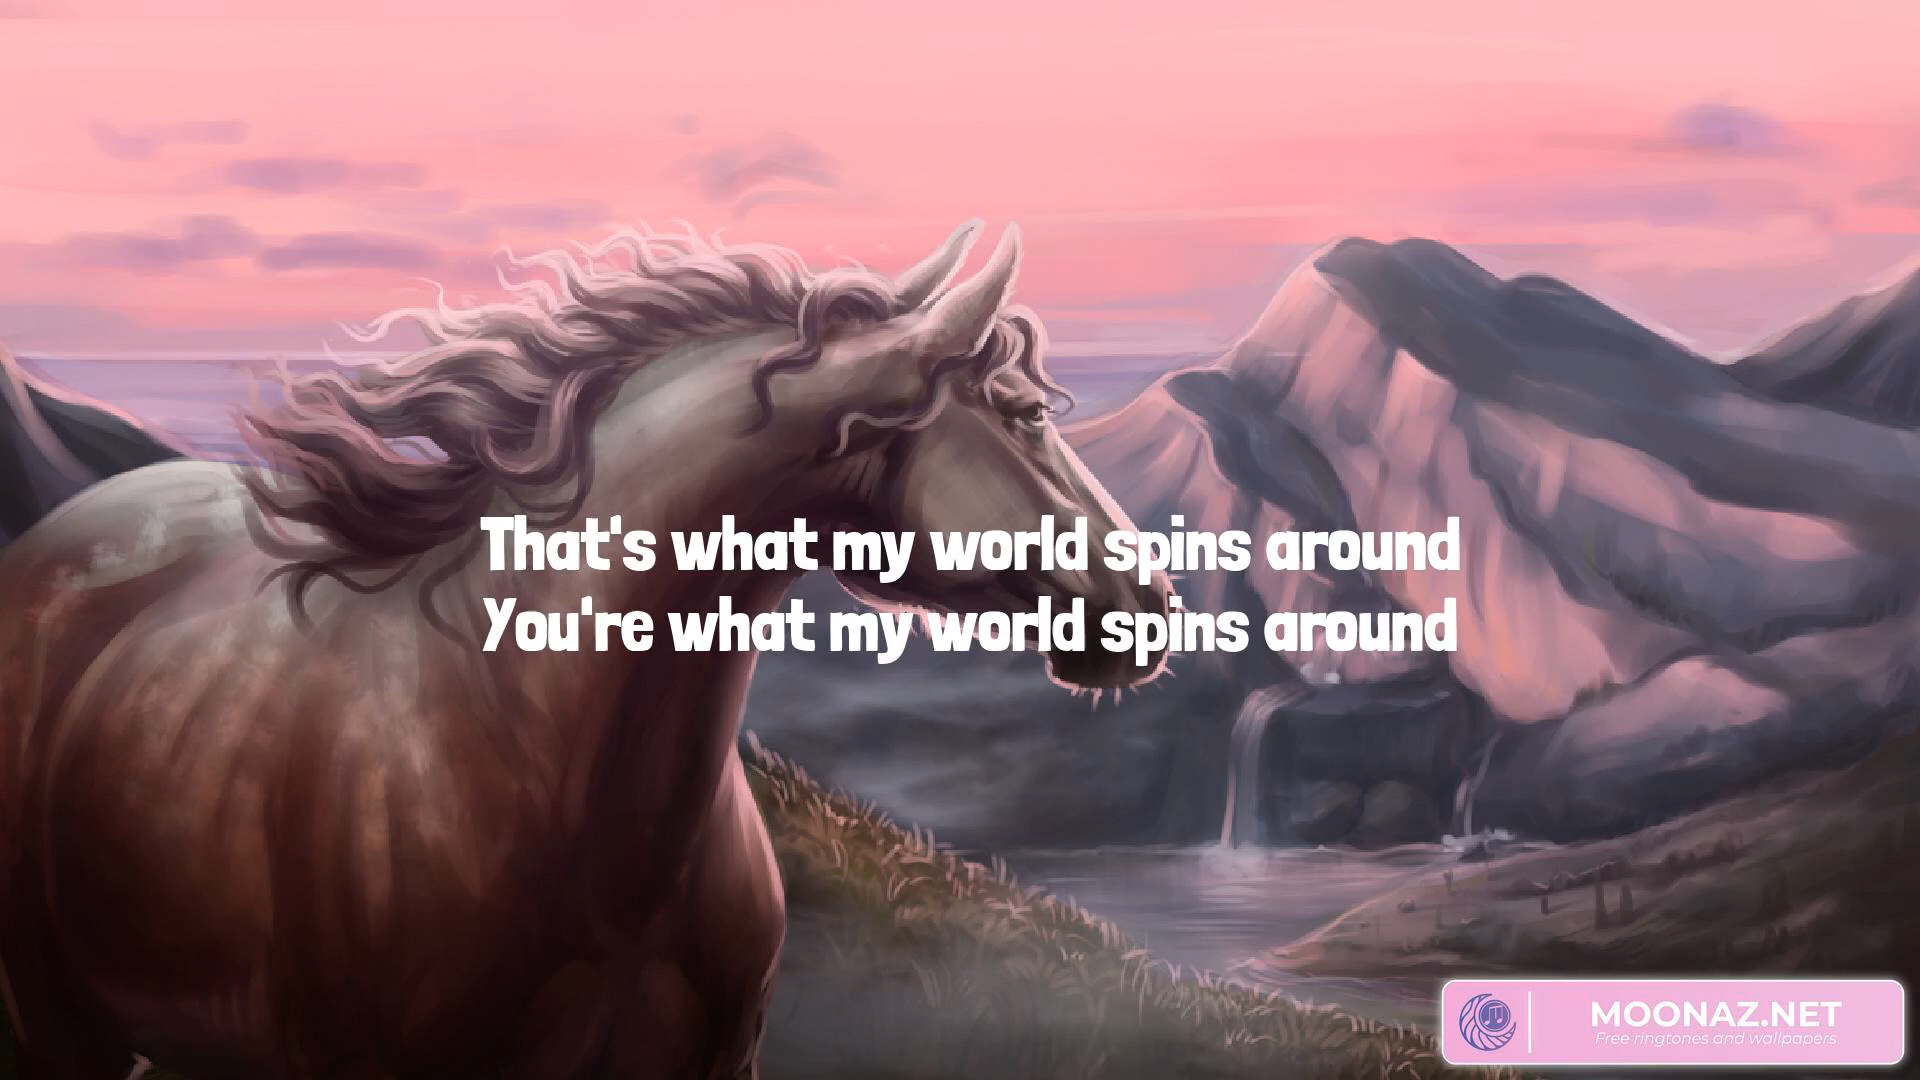 That's what my world spins around
You're what my world spins around
MOONAZ.NET
Free ringtones and wallpapers